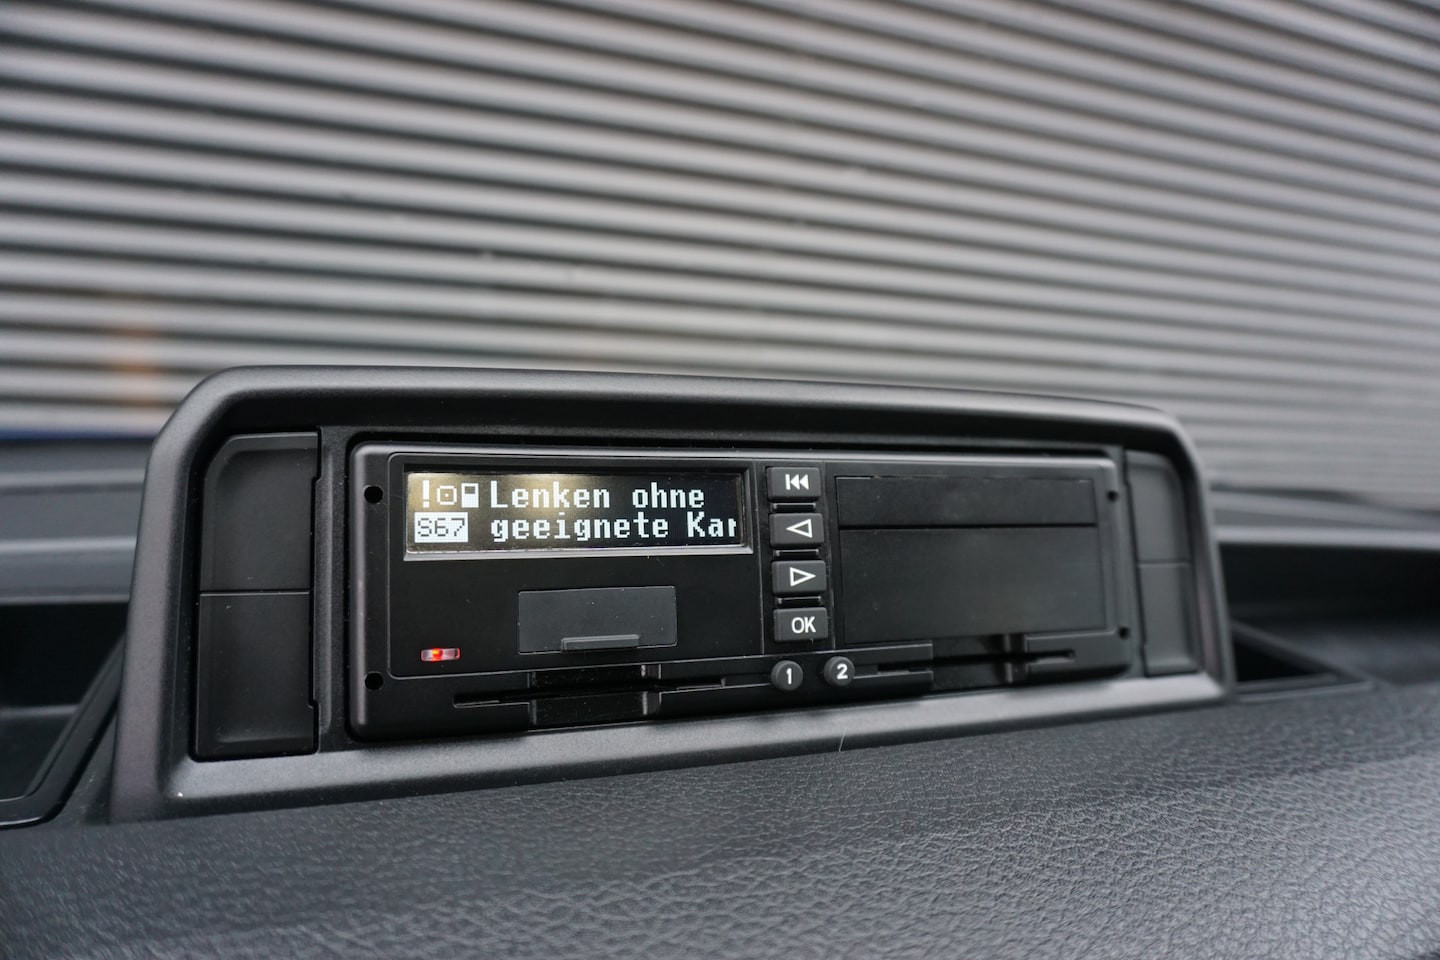 ! Lenken ohne
S67 geeignete Kar
OK
1 2